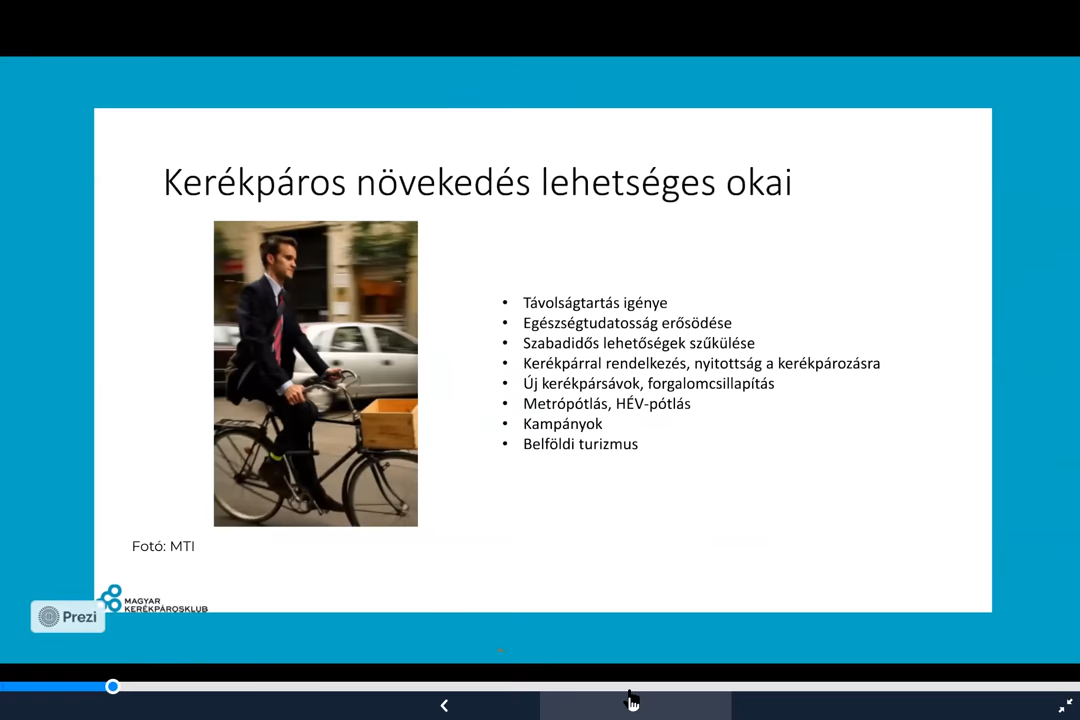 Kerékpáros növekedés lehetséges okai
• Távolságtartás igénye
• Egészségtudatosság erősödése
• Szabadidős lehetőségek szűkülése
• Kerékpárral rendelkezés, nyitottság a kerékpározásra
• Új kerékpársávok, forgalomcsillapítás
• Metrópótlás, HÉV-pótlás
• Kampányok
• Belföldi turizmus
Fotó: MTI
MAGYAR
KERÉKPÁROSKLUB
Prezi